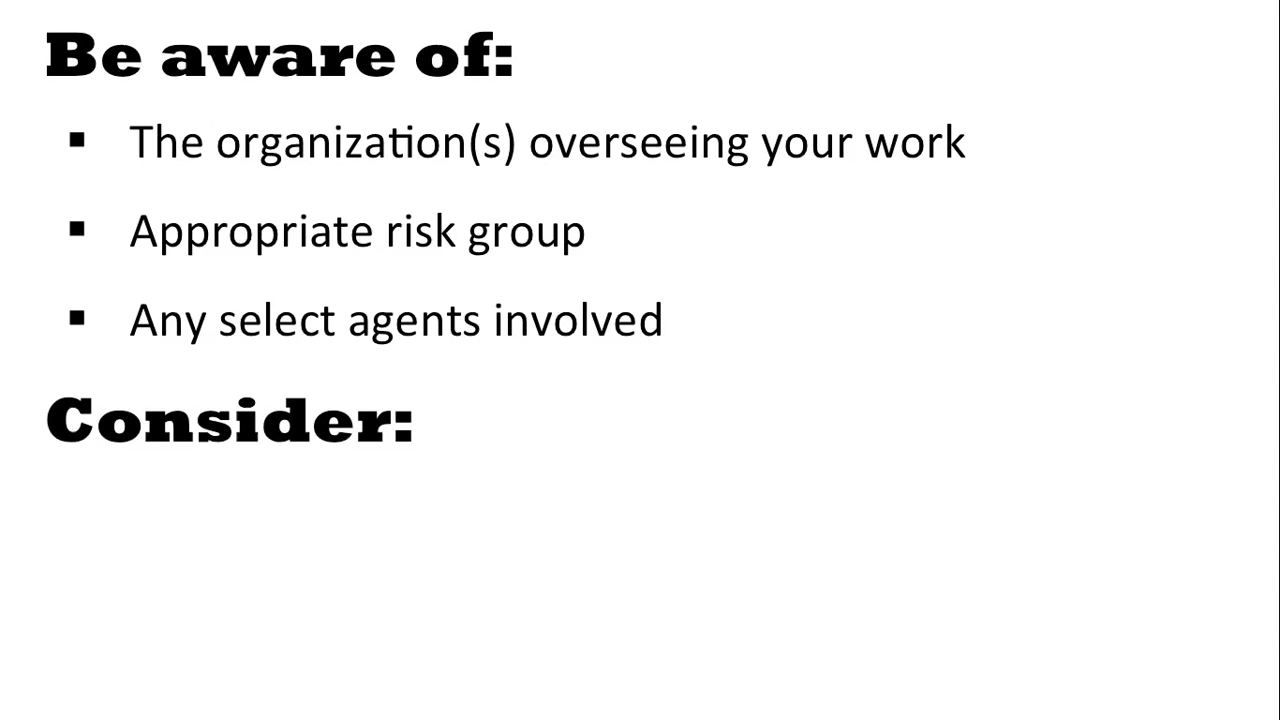 Be aware of:
▪ The organization(s) overseeing your work
▪ Appropriate risk group
▪ Any select agents involved
Consider: